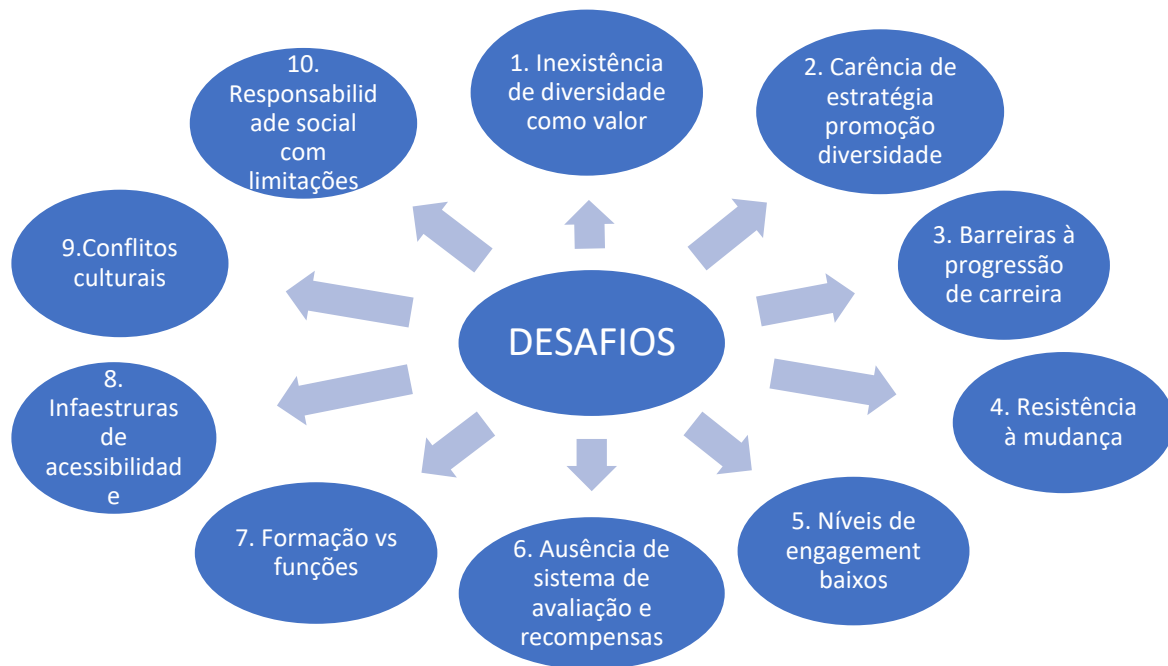 DESAFIOS
1. Inexistência
de diversidade
como valor
2. Carência de
estratégia
promoção
diversidade
3. Barreiras à
progressão
de carreira
4. Resistência
à mudança
5. Níveis de
engagement
baixos
6. Ausência de
sistema de
avaliação e
recompensas
7. Formação vs
funções
8.
Infaestruras
de
acessibilidad
e
9.Conflitos
culturais
10.
Responsabilid
ade social
com
limitações